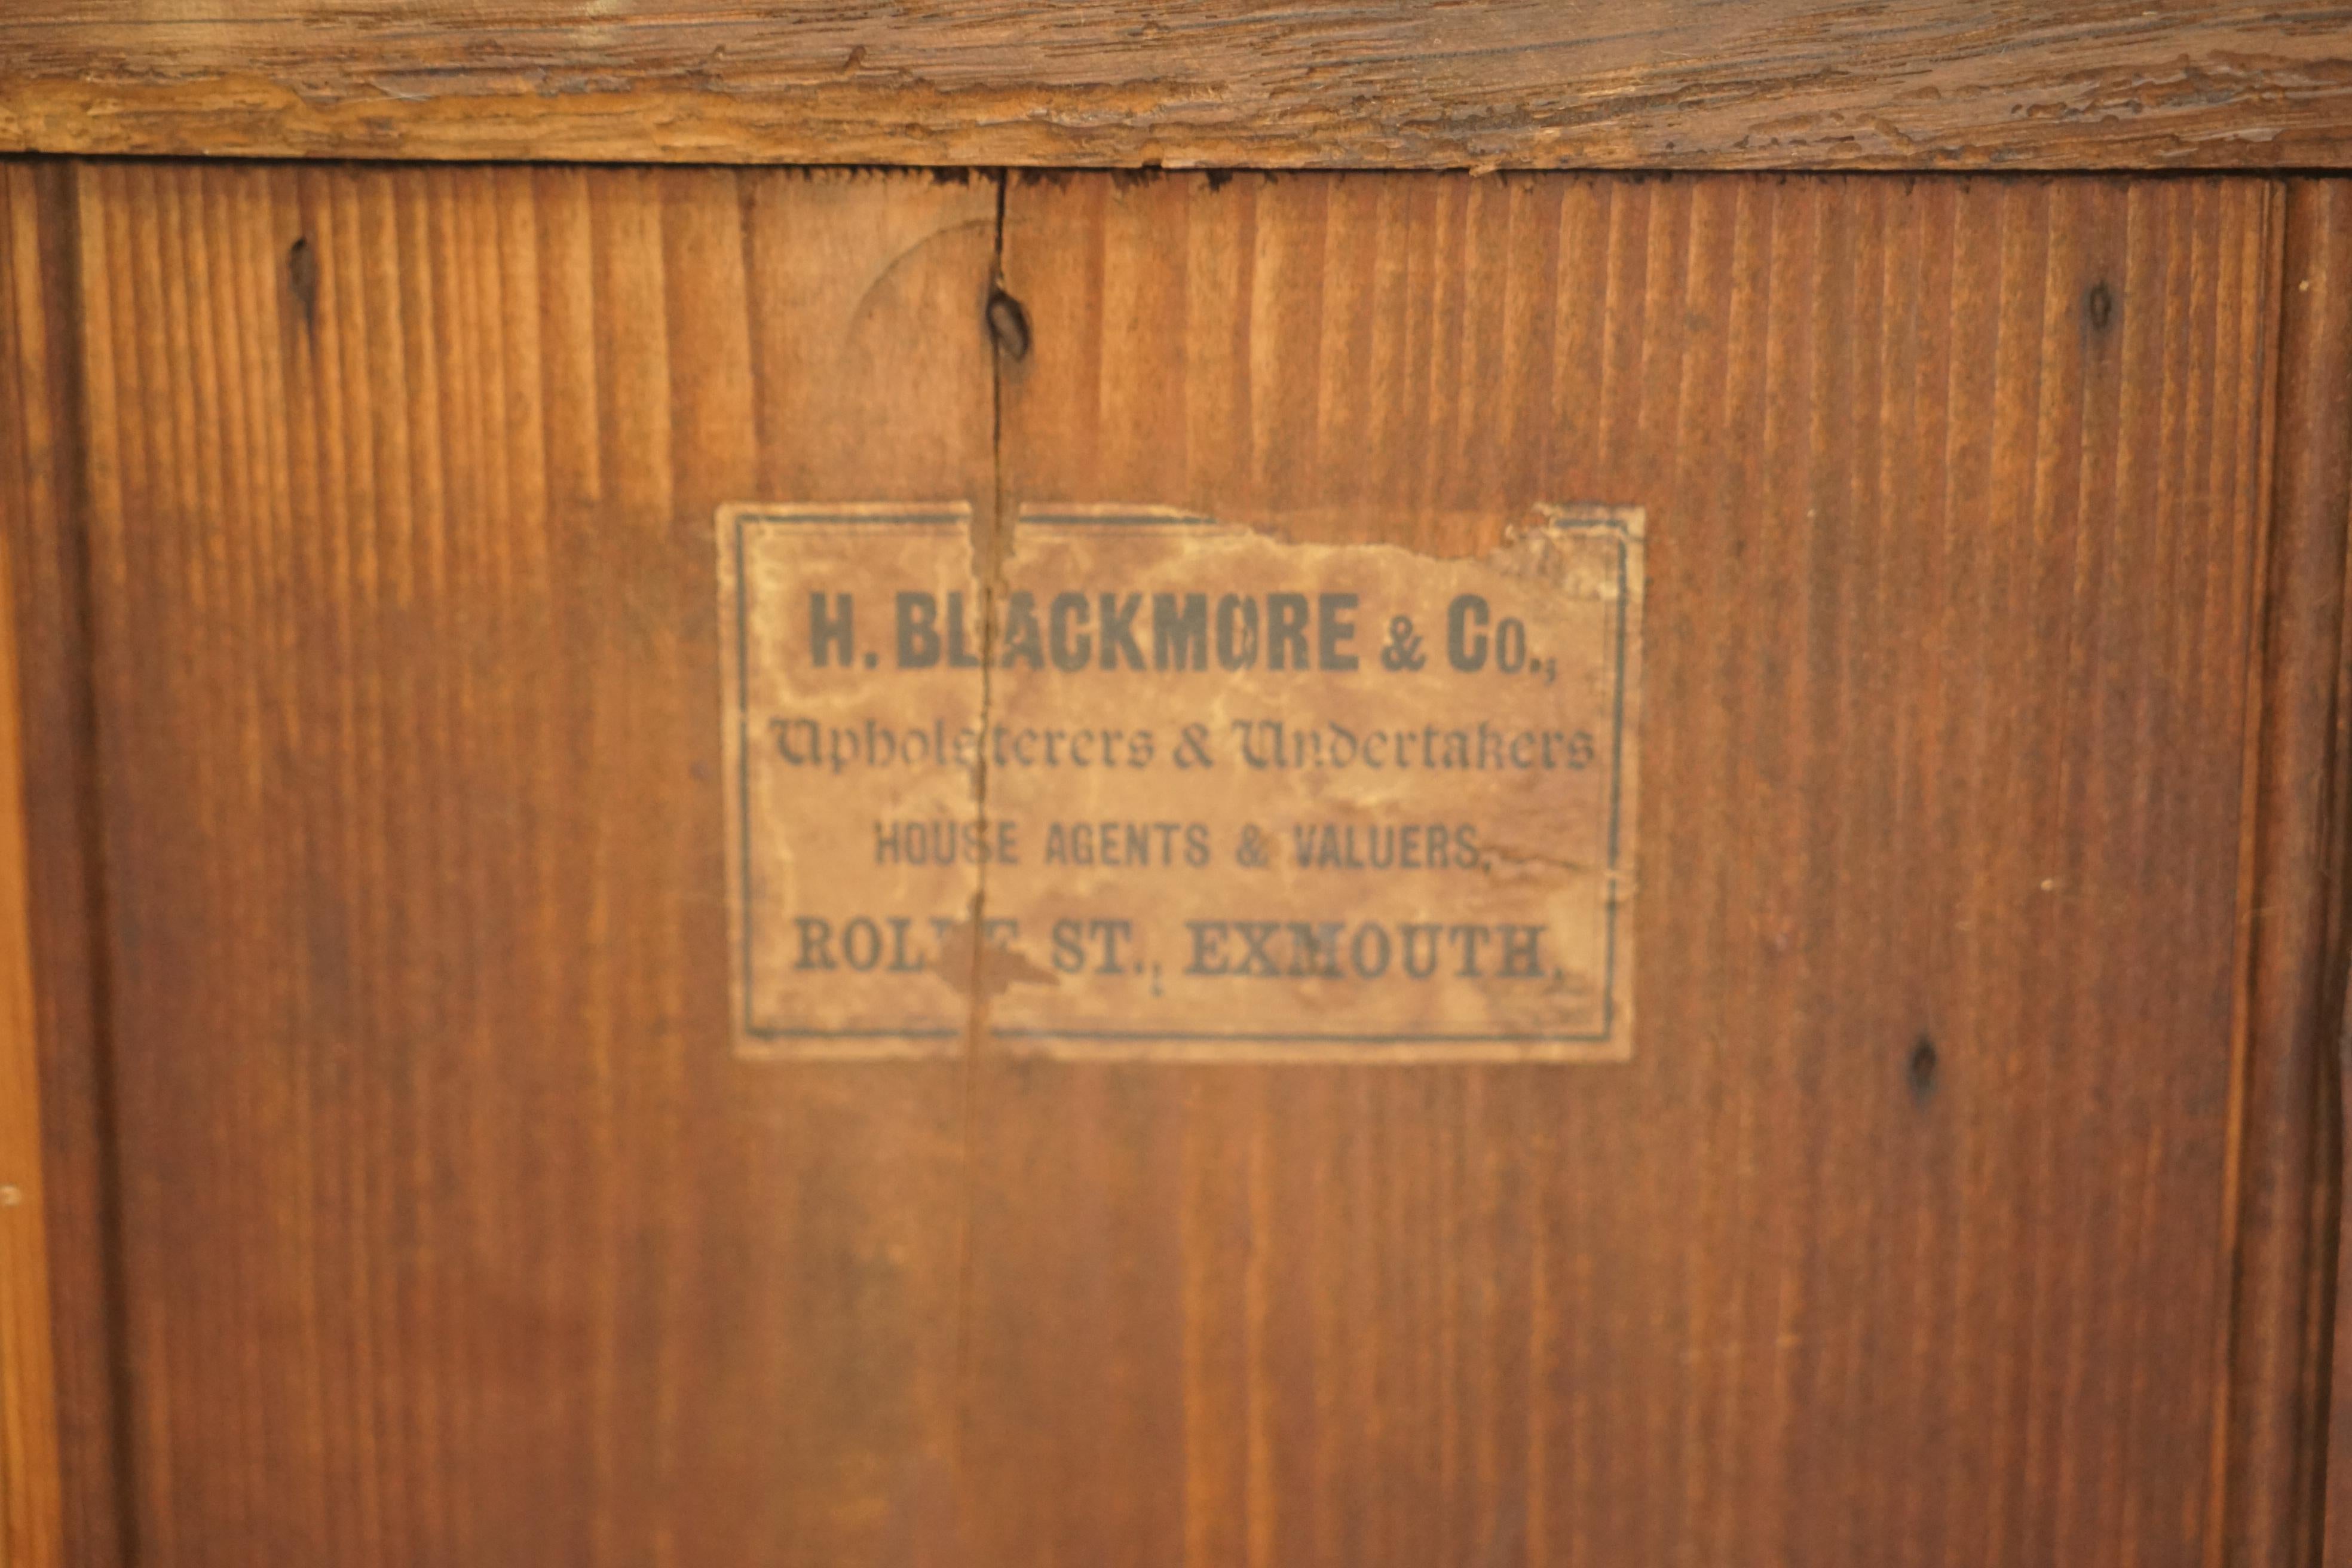 H. BLACKMORE & Co.,
Upholsterers & Undertakers
HOUSE AGENTS & VALUERS,
ST., EXMOUTH.